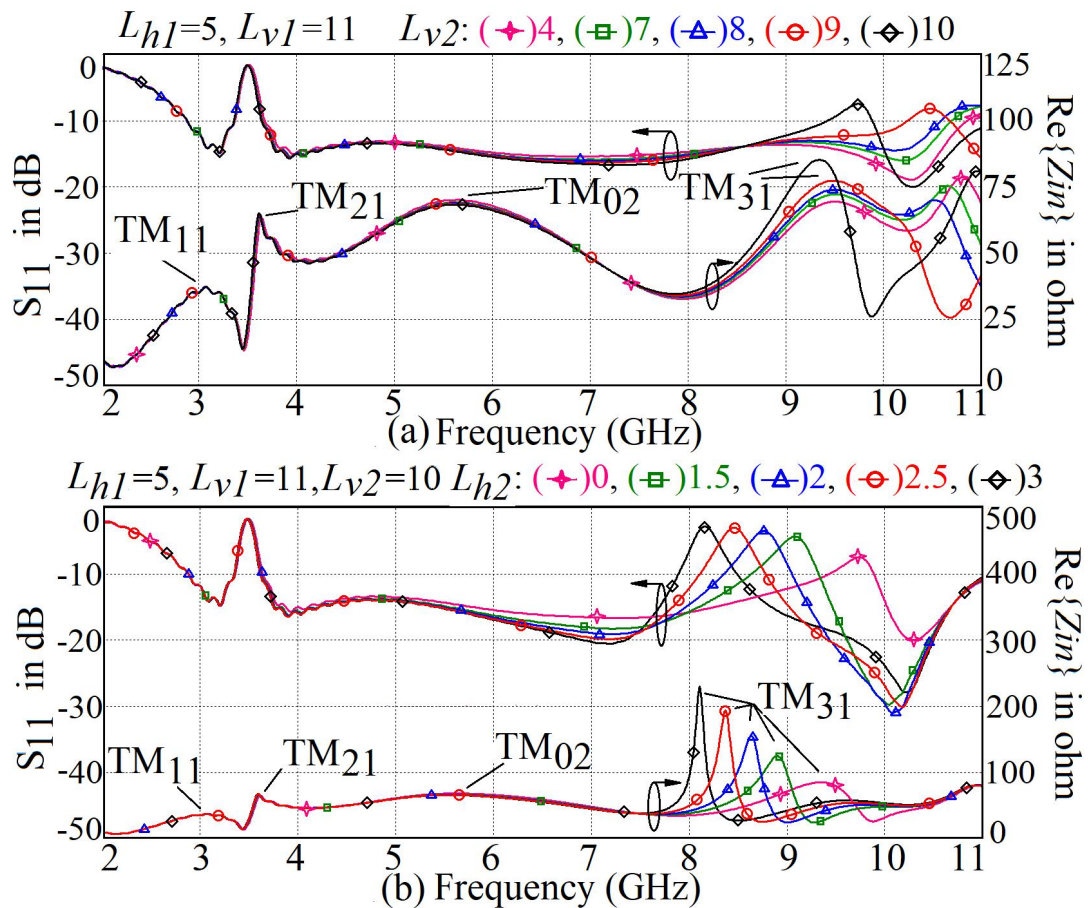 Lh1=5, Lv1=11 Lv2: (-)4, (-)7, (-)8, (-)9, (-)10
0 -10 -20 -30 -40 -50
S11 in dB
125 100 75 50 25 0
Re{Zin} in ohm
TM11
TM21
TM02
TM31
2 3 4 5 6 7 8 9 10 11
(a) Frequency (GHz)
Lh1=5, Lv1=11,Lv2=10 Lh2: (-)0, (-)1.5, (-)2, (-)2.5, (-)3
0 -10 -20 -30 -40 -50
S11 in dB
500 400 300 200 100 0
Re{Zin} in ohm
TM11
TM21
TM02
TM31
2 3 4 5 6 7 8 9 10 11
(b) Frequency (GHz)